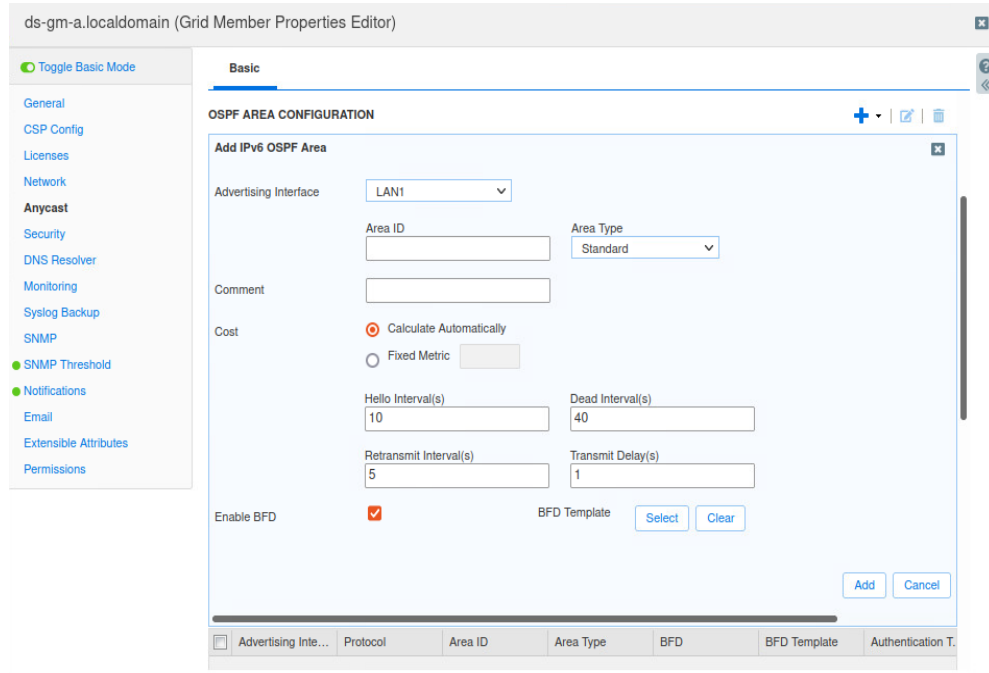 ds-gm-a.localdomain (Grid Member Properties Editor)
Toggle Basic Mode
General
CSP Config
Licenses
Network
Anycast
Security
DNS Resolver
Monitoring
Syslog Backup
SNMP
SNMP Threshold
Notifications
Email
Extensible Attributes
Permissions
Basic
OSPF AREA CONFIGURATION
Add IPv6 OSPF Area
Advertising Interface LAN1
Area ID Area Type
Standard
Comment
Cost Calculate Automatically
Fixed Metric
Hello Interval(s) Dead Interval(s)
10 40
Retransmit Interval(s) Transmit Delay(s)
5 1
Enable BFD BFD Template Select Clear
Add Cancel
Advertising Inte... Protocol Area ID Area Type BFD BFD Template Authentication T.